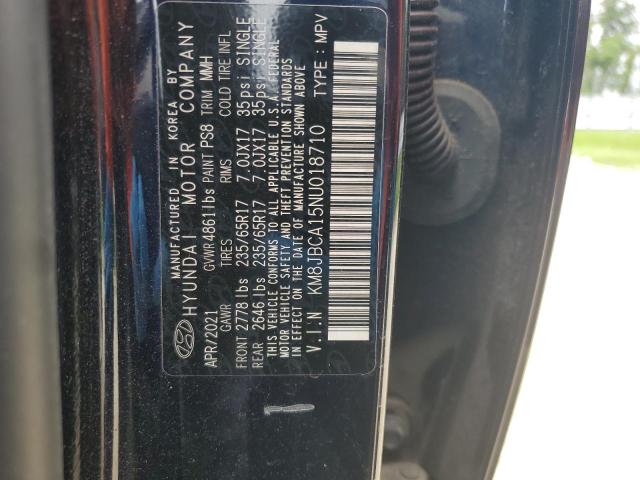 MANUFACTURED IN KOREA BY
HYUNDAI MOTOR COMPANY
APR/2021 GVWR 4861 lbs PAINT PS8 TRIM MMH
GAWR TIRES RIMS COLD TIRE INFL
FRONT 2778 lbs 235/65R17 7.0JX17 35psi SINGLE
REAR 2646 lbs 235/65R17 7.0JX17 35psi SINGLE
THIS VEHICLE CONFORMS TO ALL APPLICABLE U.S.A. FEDERAL
MOTOR VEHICLE SAFETY AND THEFT PREVENTION STANDARDS
IN EFFECT ON THE DATE OF MANUFACTURE SHOWN ABOVE
V.I.N KM8JBCA15NU018710 TYPE: MPV